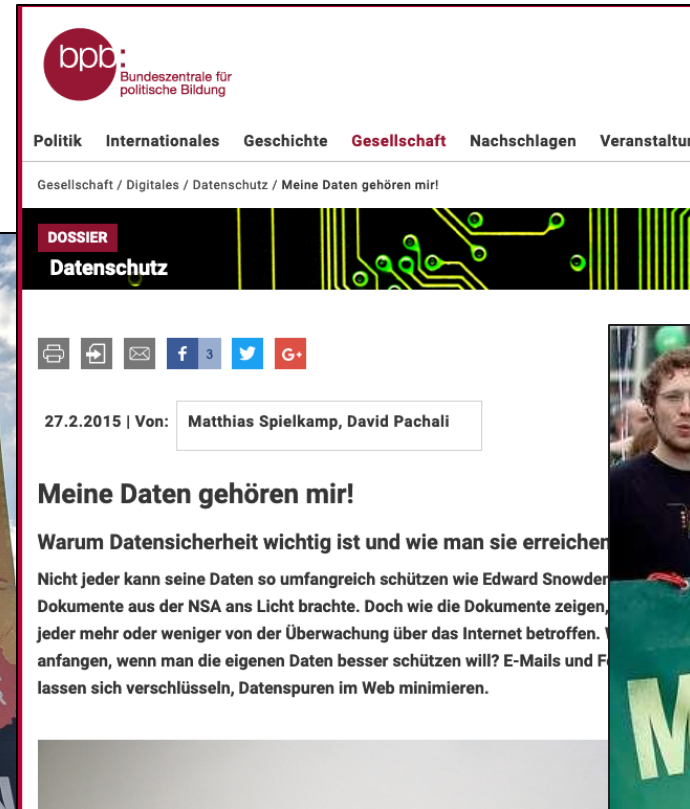 bpb:
Bundeszentrale für
politische Bildung
Politik Internationales Geschichte Gesellschaft Nachschlagen
Gesellschaft / Digitales / Datenschutz / Meine Daten gehören mir!
DOSSIER
Datenschutz
f 3 G+
27.2.2015 | Von: Matthias Spielkamp, David Pachali
Meine Daten gehören mir!
Warum Datensicherheit wichtig ist und wie man sie erreichen
Nicht jeder kann seine Daten so umfangreich schützen wie Edward Snowden
Dokumente aus der NSA ans Licht brachte. Doch wie die Dokumente zeigen,
jeder mehr oder weniger von der Überwachung über das Internet betroffen.
anfangen, wenn man die eigenen Daten besser schützen will? E-Mails und
lassen sich verschlüsseln, Datenspuren im Web minimieren.
M